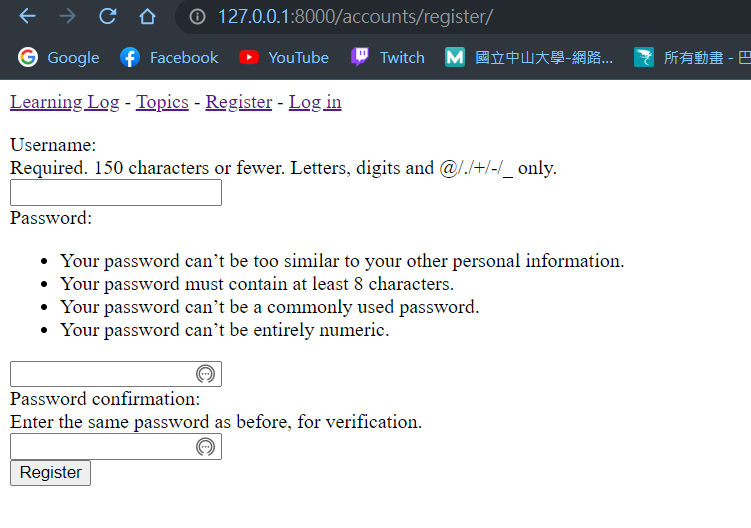 127.0.0.1:8000/accounts/register/
Google Facebook YouTube Twitch 國立中山大學-網路... 所有動畫 - 巴
Learning Log - Topics - Register - Log in
Username:
Required. 150 characters or fewer. Letters, digits and @/./+/-/_ only.
Password:
• Your password can’t be too similar to your other personal information.
• Your password must contain at least 8 characters.
• Your password can’t be a commonly used password.
• Your password can’t be entirely numeric.
Password confirmation:
Enter the same password as before, for verification.
Register